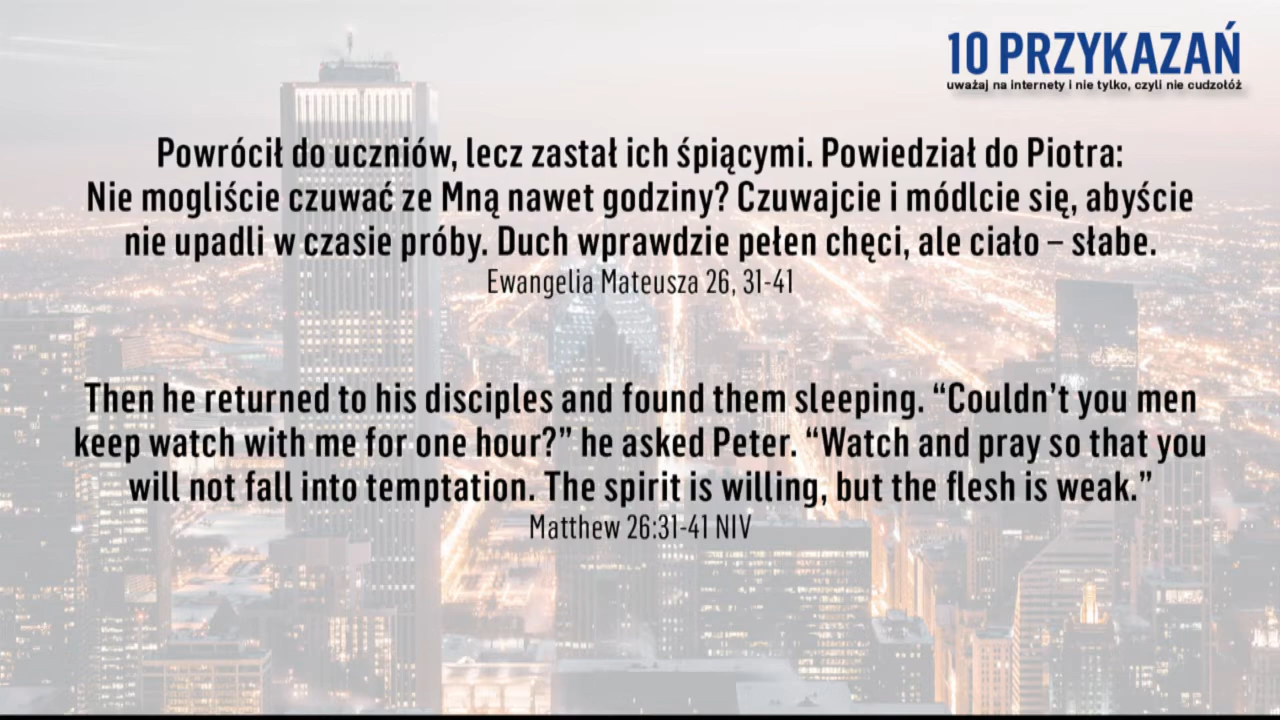 10 PRZYKAZAŃ
uważaj na internety i nie tylko, czyli nie cudzołóż
Powrócił do uczniów, lecz zastał ich śpiącymi. Powiedział do Piotra:
Nie mogliście czuwać ze Mną nawet godziny? Czuwajcie i módlcie się, abyście
nie upadli w czasie próby. Duch wprawdzie pełen chęci, ale ciało – słabe.
Ewangelia Mateusza 26, 31-41
Then he returned to his disciples and found them sleeping. “Couldn’t you men
keep watch with me for one hour?” he asked Peter. “Watch and pray so that you
will not fall into temptation. The spirit is willing, but the flesh is weak.”
Matthew 26:31-41 NIV